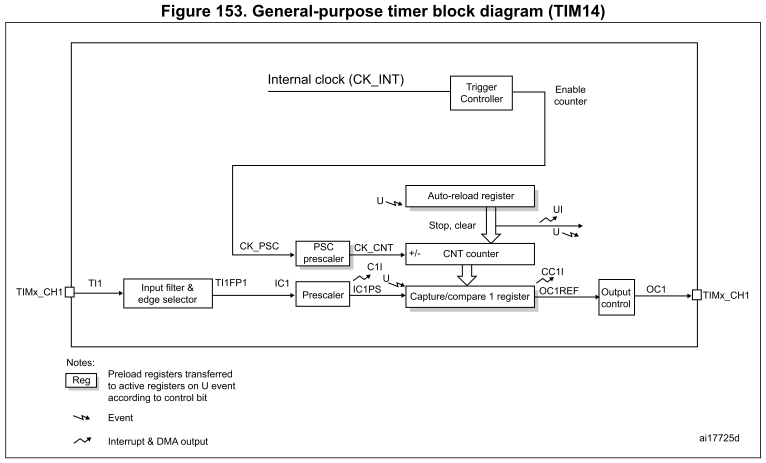 Figure 153. General-purpose timer block diagram (TIM14)
Internal clock (CK_INT)
Trigger
Controller
Enable
counter
U
Auto-reload register
Stop, clear
UI
U
CK_PSC
PSC
prescaler
CK_CNT
+/-
CNT counter
TIMx_CH1
TI1
Input filter &
edge selector
TI1FP1
IC1
Prescaler
C1I
IC1PS
U
Capture/compare 1 register
CC1I
OC1REF
Output
control
OC1
TIMx_CH1
Notes:
Reg
Preload registers transferred
to active registers on U event
according to control bit
Event
Interrupt & DMA output
ai17725d